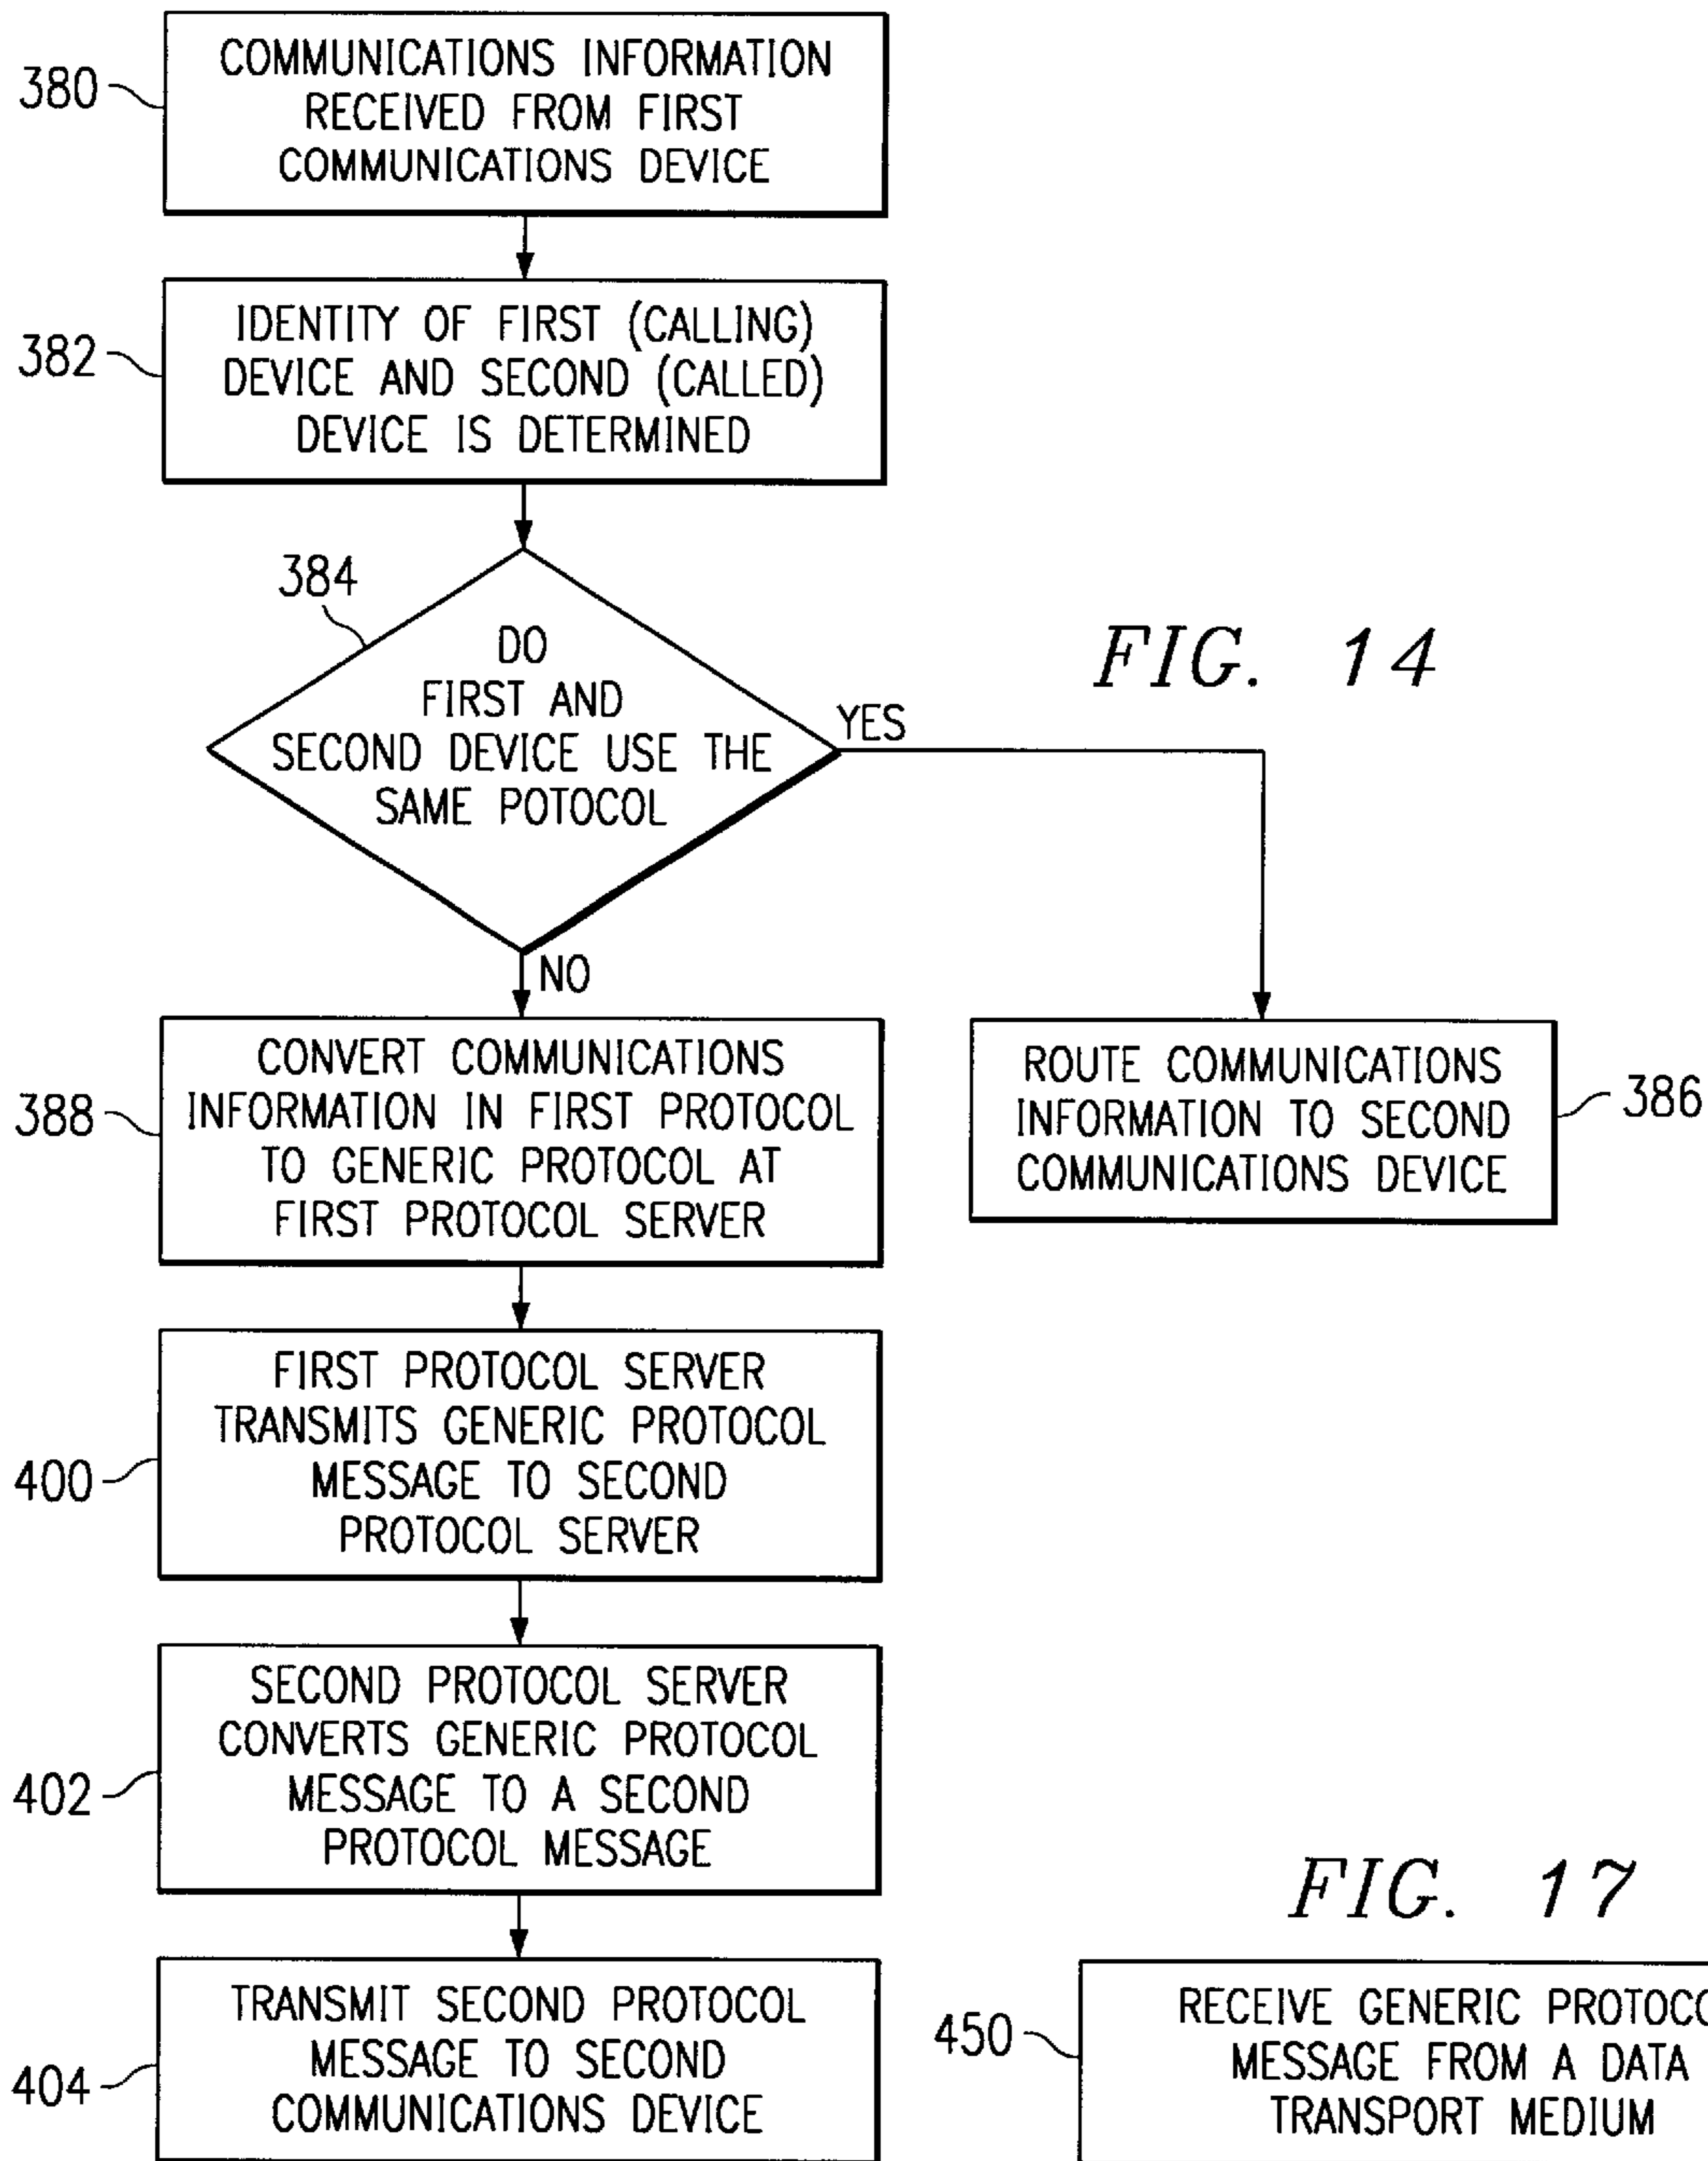 380
COMMUNICATIONS INFORMATION
RECEIVED FROM FIRST
COMMUNICATIONS DEVICE
382
IDENTITY OF FIRST (CALLING)
DEVICE AND SECOND (CALLED)
DEVICE IS DETERMINED
384
DO
FIRST AND
SECOND DEVICE USE THE
SAME POTOCOL
YES
NO
FIG. 14
388
CONVERT COMMUNICATIONS
INFORMATION IN FIRST PROTOCOL
TO GENERIC PROTOCOL AT
FIRST PROTOCOL SERVER
ROUTE COMMUNICATIONS
INFORMATION TO SECOND
COMMUNICATIONS DEVICE
386
400
FIRST PROTOCOL SERVER
TRANSMITS GENERIC PROTOCOL
MESSAGE TO SECOND
PROTOCOL SERVER
402
SECOND PROTOCOL SERVER
CONVERTS GENERIC PROTOCOL
MESSAGE TO A SECOND
PROTOCOL MESSAGE
404
TRANSMIT SECOND PROTOCOL
MESSAGE TO SECOND
COMMUNICATIONS DEVICE
FIG. 17
450
RECEIVE GENERIC PROTOCO
MESSAGE FROM A DATA
TRANSPORT MEDIUM